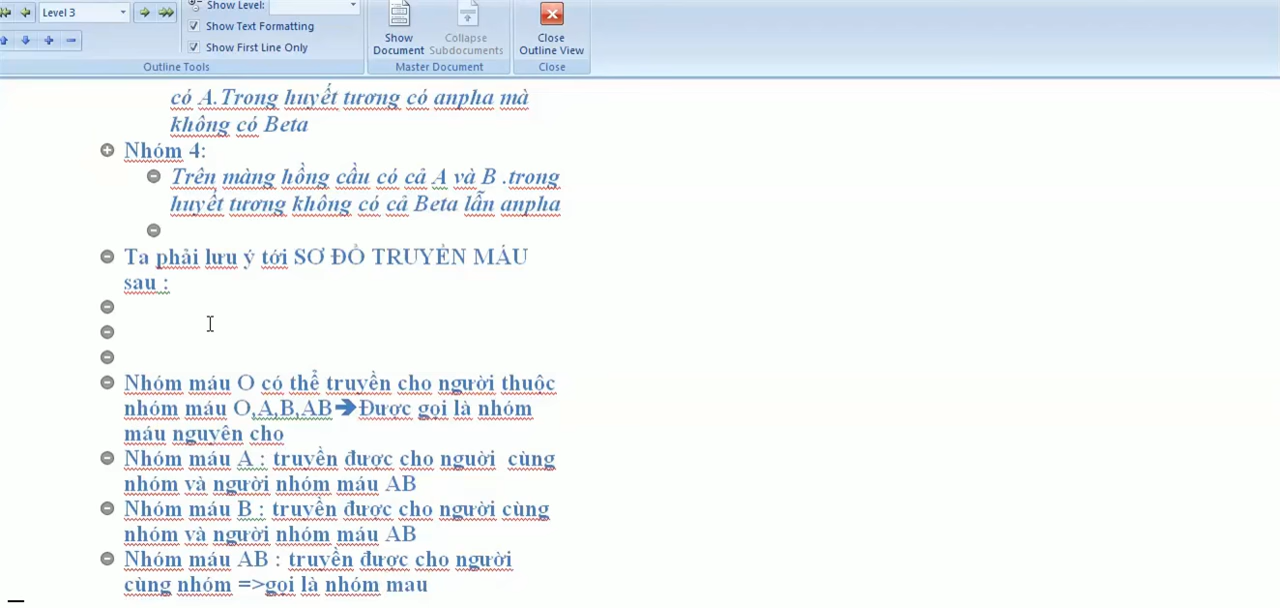 Level 3
Show Level:
Show Text Formatting
Show First Line Only
Outline Tools
Show Document
Collapse Subdocuments
Master Document
Close Outline View
Close
có A.Trong huyết tương có anpha mà
không có Beta
Nhóm 4:
Trên màng hồng cầu có cả A và B .trong
huyết tương không có cả Beta lẫn anpha
Ta phải lưu ý tới SƠ ĐỒ TRUYỀN MÁU
sau :
Nhóm máu O có thể truyền cho người thuộc
nhóm máu O,A,B,AB➔Được gọi là nhóm
máu nguyên cho
Nhóm máu A : truyền được cho nguời  cùng
nhóm và người nhóm máu AB
Nhóm máu B : truyền được cho người cùng
nhóm và người nhóm máu AB
Nhóm máu AB : truyền được cho người
cùng nhóm =>gọi là nhóm mau